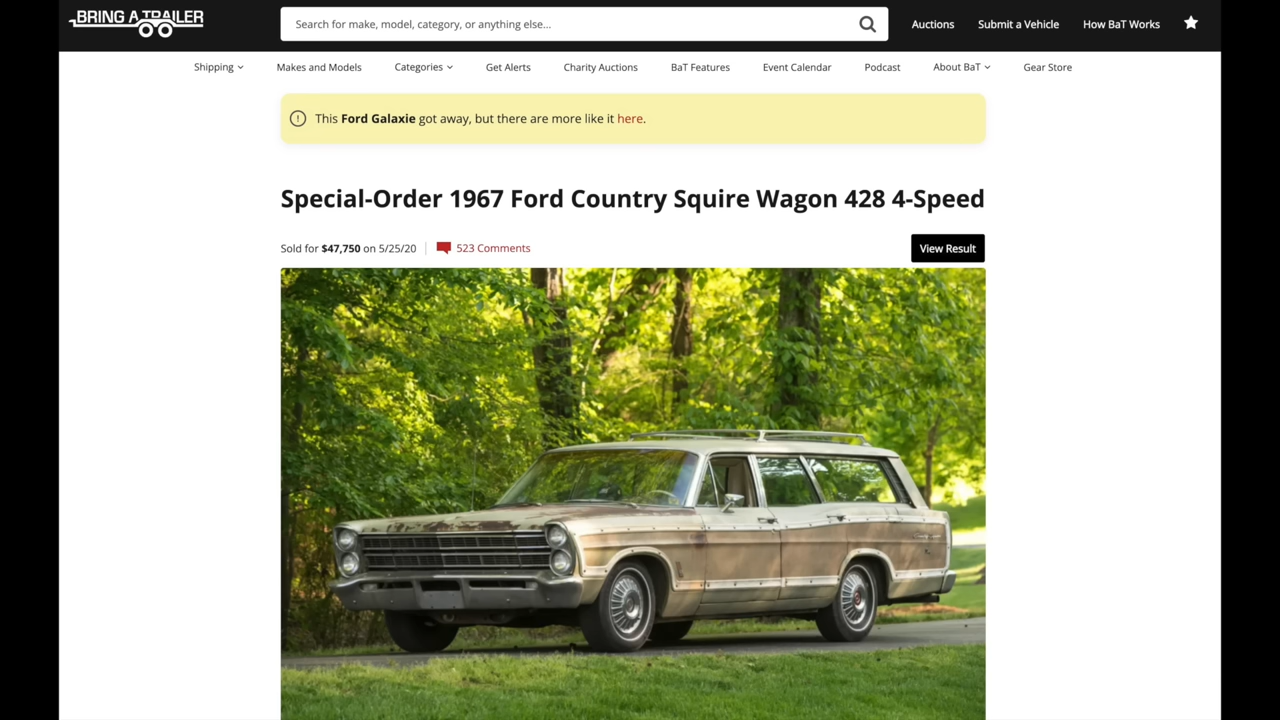 BRING A TRAILER
Search for make, model, category, or anything else...
Auctions
Submit a Vehicle
How BaT Works
Shipping
Makes and Models
Categories
Get Alerts
Charity Auctions
BaT Features
Event Calendar
Podcast
About BaT
Gear Store
This Ford Galaxie got away, but there are more like it here.
Special-Order 1967 Ford Country Squire Wagon 428 4-Speed
Sold for $47,750 on 5/25/20
523 Comments
View Result